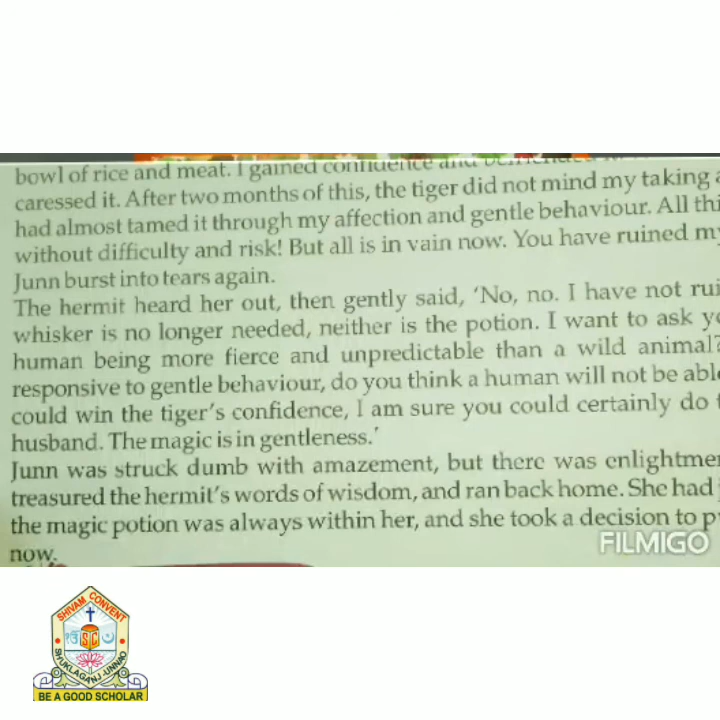 bowl of rice and meat. I gained confidence and befriended
caressed it. After two months of this, the tiger did not mind my taking
had almost tamed it through my affection and gentle behaviour. All thi
without difficulty and risk! But all is in vain now. You have ruined my
Junn burst into tears again.
The hermit heard her out, then gently said, 'No, no. I have not rui
whisker is no longer needed, neither is the potion. I want to ask yo
human being more fierce and unpredictable than a wild animal?
responsive to gentle behaviour, do you think a human will not be able
could win the tiger's confidence, I am sure you could certainly do t
husband. The magic is in gentleness.'
Junn was struck dumb with amazement, but there was enlightmen
treasured the hermit's words of wisdom, and ran back home. She had
the magic potion was always within her, and she took a decision to p
now.
FILMIGO
SHIVAM CONVENT
SC
SHUKLAGANJ-UNNAO
BE A GOOD SCHOLAR